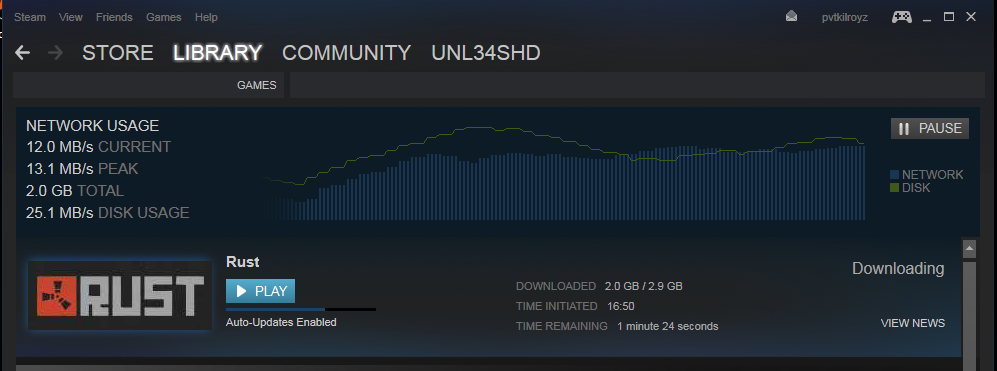 Steam View Friends Games Help pvtkilroyz
STORE LIBRARY COMMUNITY UNL34SHD
GAMES
NETWORK USAGE
12.0 MB/s CURRENT
13.1 MB/s PEAK
2.0 GB TOTAL
25.1 MB/s DISK USAGE
PAUSE
NETWORK
DISK
RUST
Rust
PLAY
Auto-Updates Enabled
DOWNLOADED 2.0 GB / 2.9 GB
TIME INITIATED 16:50
TIME REMAINING 1 minute 24 seconds
Downloading
VIEW NEWS